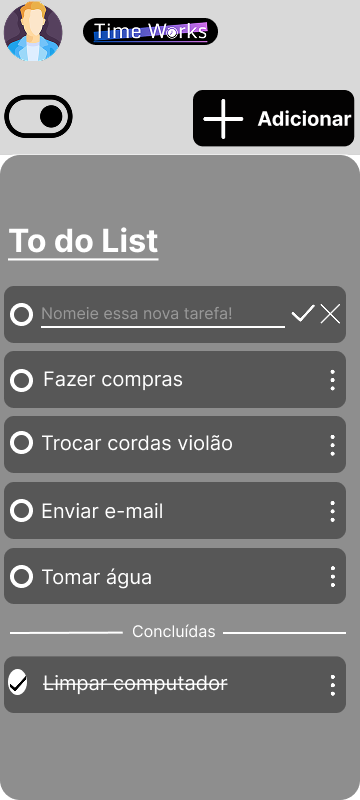 Time Works
Adicionar
To do List
Nomeie essa nova tarefa!
Fazer compras
Trocar cordas violão
Enviar e-mail
Tomar água
Concluídas
Limpar computador